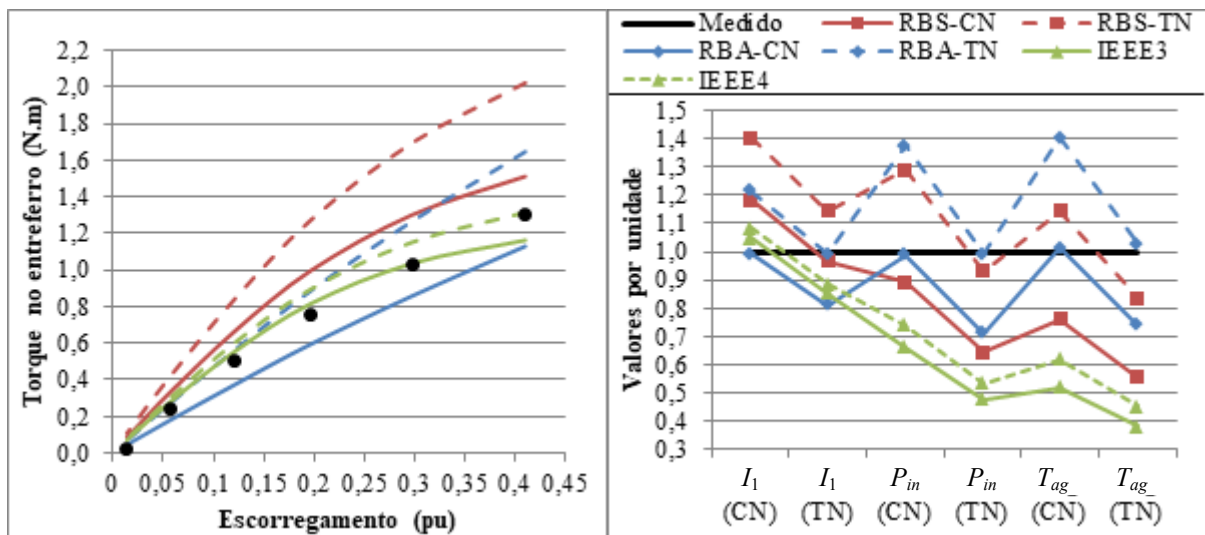 Torque no entreferro (N.m)
2,2
2,0
1,8
1,6
1,4
1,2
1,0
0,8
0,6
0,4
0,2
0,0
0 0,05 0,1 0,15 0,2 0,25 0,3 0,35 0,4 0,45
Escorregamento (pu)
Medido RBS-CN RBS-TN
RBA-CN RBA-TN IEEE3
IEEE4
Valores por unidade
1,5
1,4
1,3
1,2
1,1
1,0
0,9
0,8
0,7
0,6
0,5
0,4
0,3
I1 I1 Pin Pin Tag_ Tag_
(CN) (TN) (CN) (TN) (CN) (TN)